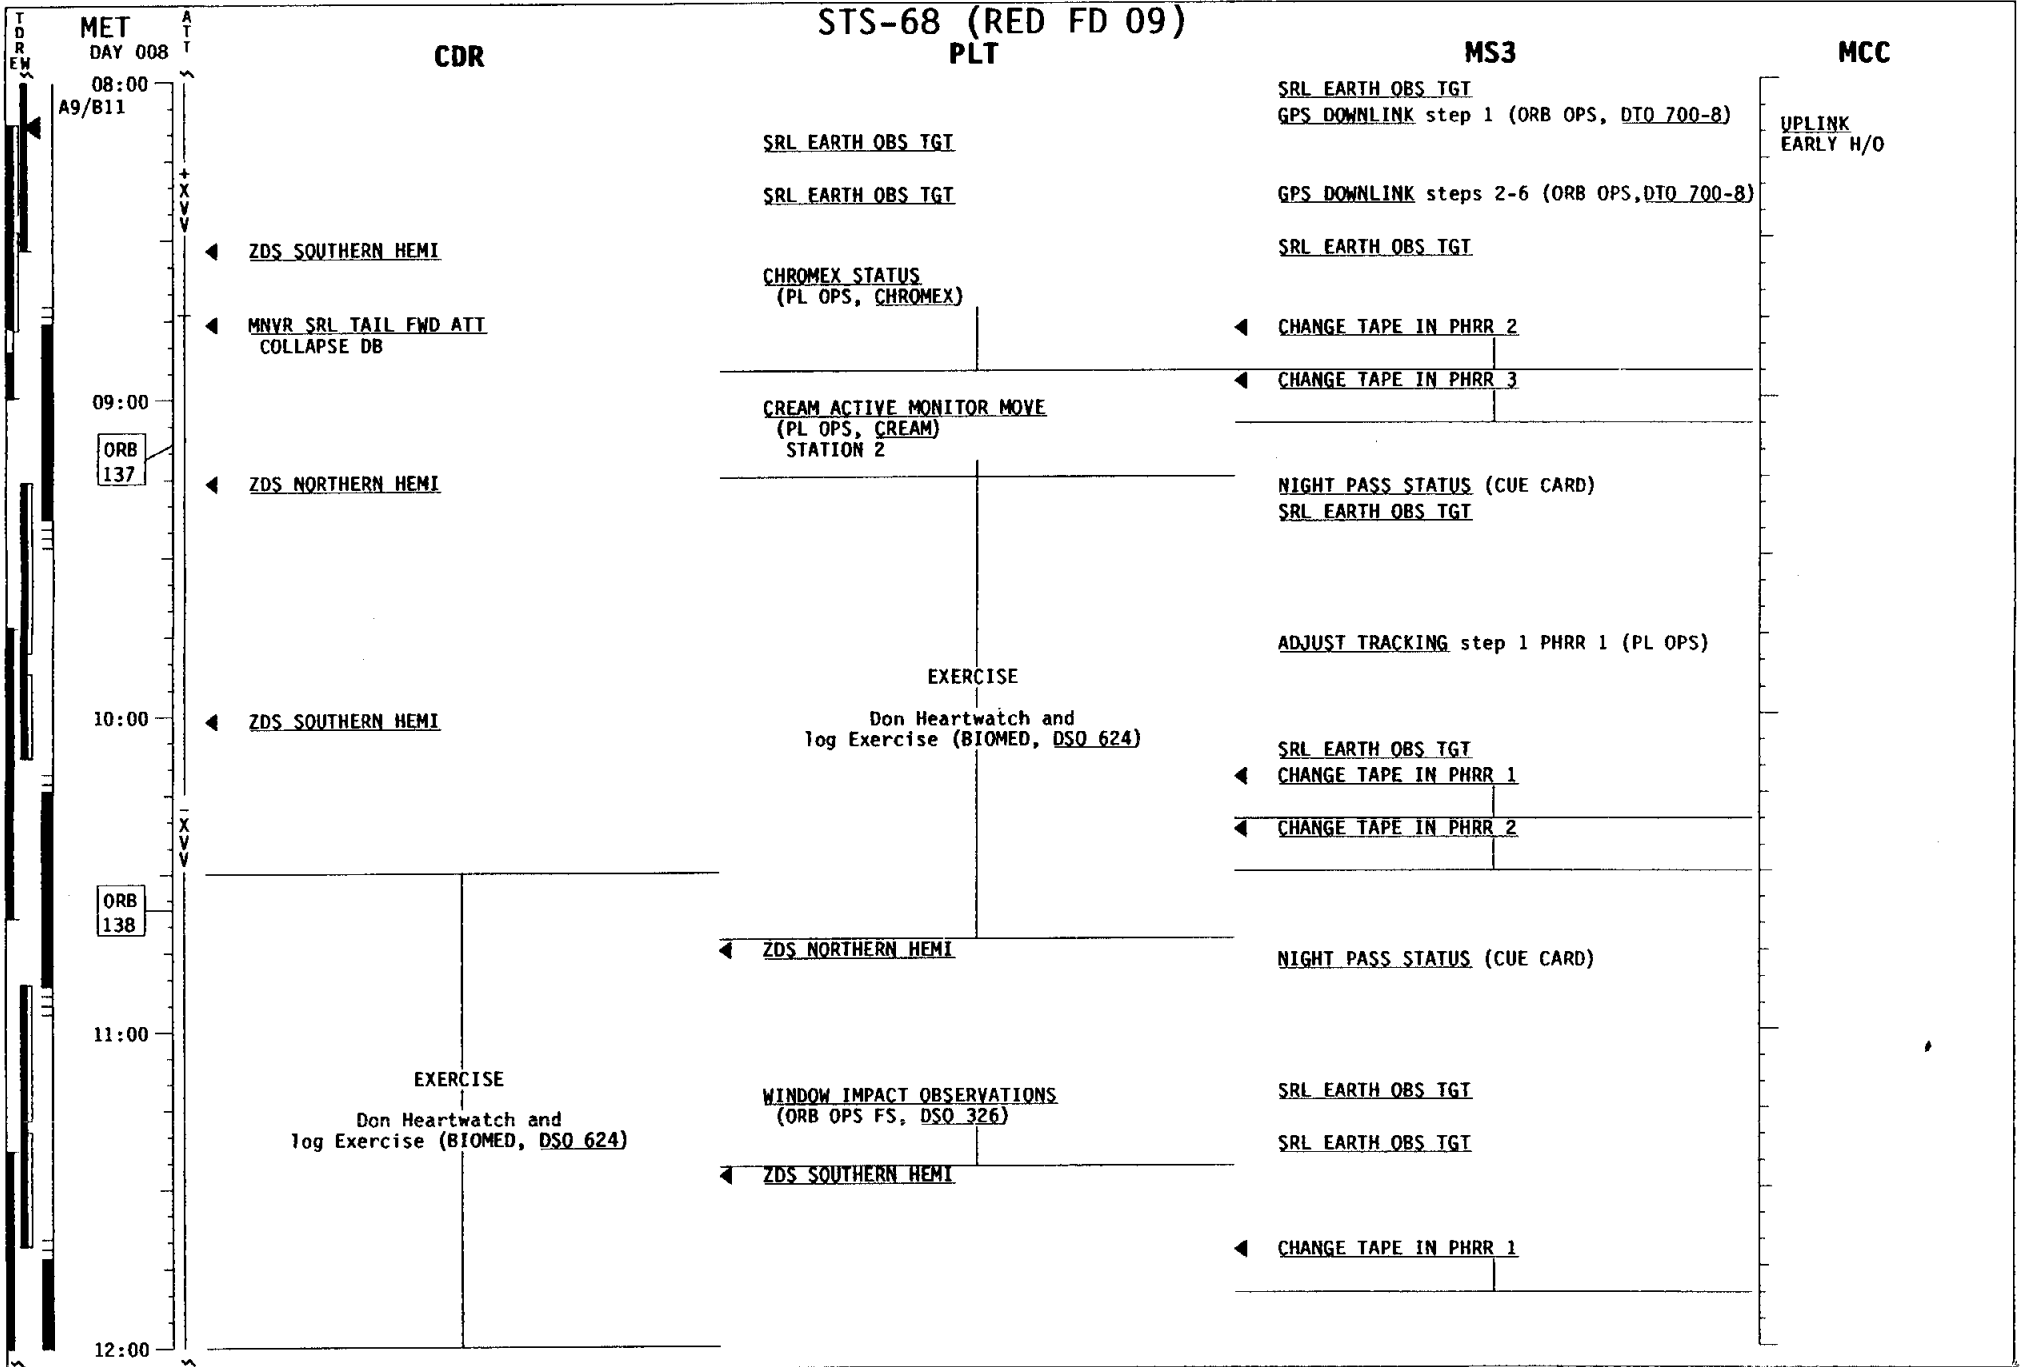 STS-68 (RED FD 09)
TDRE W
MET
DAY 008
ATT
CDR
PLT
MS3
MCC
08:00
A9/B11
+XVV
09:00
ORB
137
10:00
-XVV
ORB
138
11:00
12:00
ZDS SOUTHERN HEMI
MNVR SRL TAIL FWD ATT
COLLAPSE DB
ZDS NORTHERN HEMI
ZDS SOUTHERN HEMI
EXERCISE
Don Heartwatch and
log Exercise (BIOMED, DSO 624)
SRL EARTH OBS TGT
SRL EARTH OBS TGT
CHROMEX STATUS
(PL OPS, CHROMEX)
CREAM ACTIVE MONITOR MOVE
(PL OPS, CREAM)
STATION 2
EXERCISE
Don Heartwatch and
log Exercise (BIOMED, DSO 624)
ZDS NORTHERN HEMI
WINDOW IMPACT OBSERVATIONS
(ORB OPS FS, DSO 326)
ZDS SOUTHERN HEMI
SRL EARTH OBS TGT
GPS DOWNLINK step 1 (ORB OPS, DTO 700-8)
GPS DOWNLINK steps 2-6 (ORB OPS,DTO 700-8)
SRL EARTH OBS TGT
CHANGE TAPE IN PHRR 2
CHANGE TAPE IN PHRR 3
NIGHT PASS STATUS (CUE CARD)
SRL EARTH OBS TGT
ADJUST TRACKING step 1 PHRR 1 (PL OPS)
SRL EARTH OBS TGT
CHANGE TAPE IN PHRR 1
CHANGE TAPE IN PHRR 2
NIGHT PASS STATUS (CUE CARD)
SRL EARTH OBS TGT
SRL EARTH OBS TGT
CHANGE TAPE IN PHRR 1
UPLINK
EARLY H/O